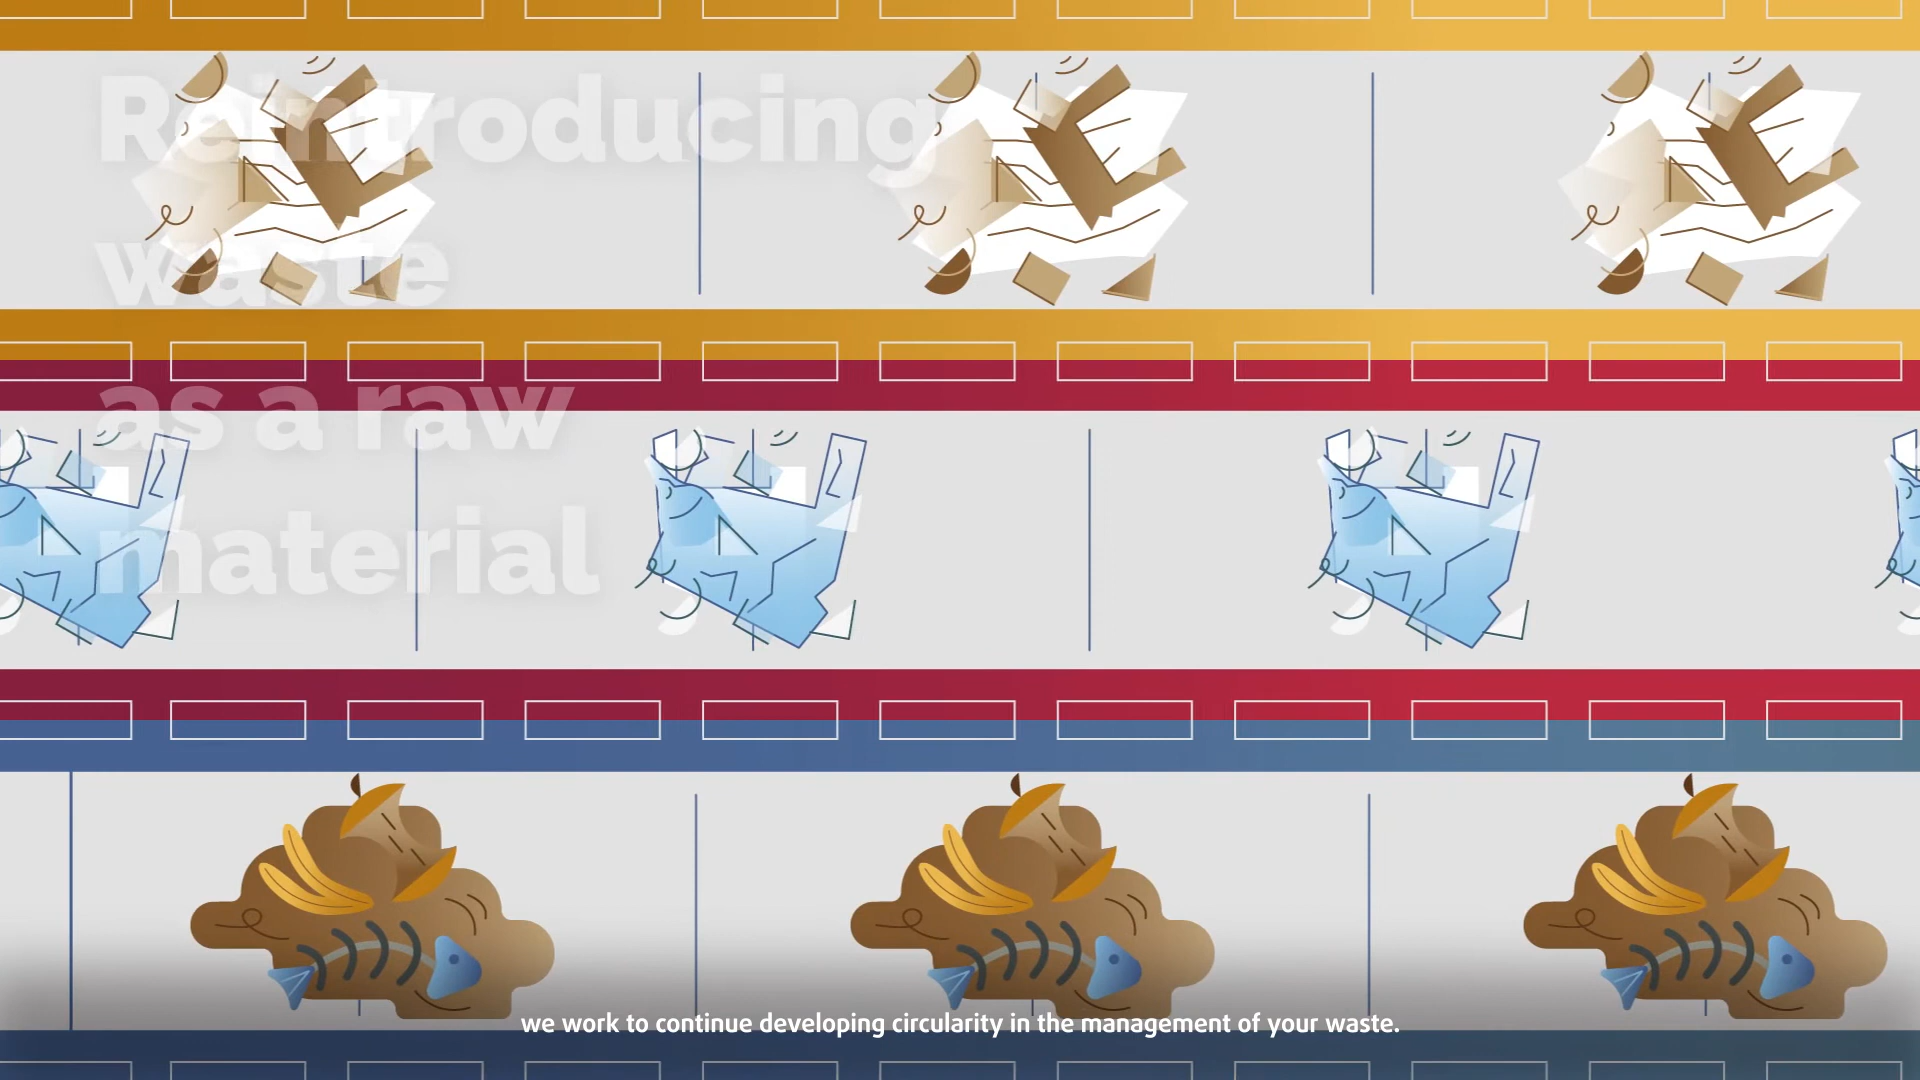 Reintroducing
waste
as a raw
material
we work to continue developing circularity in the management of your waste.